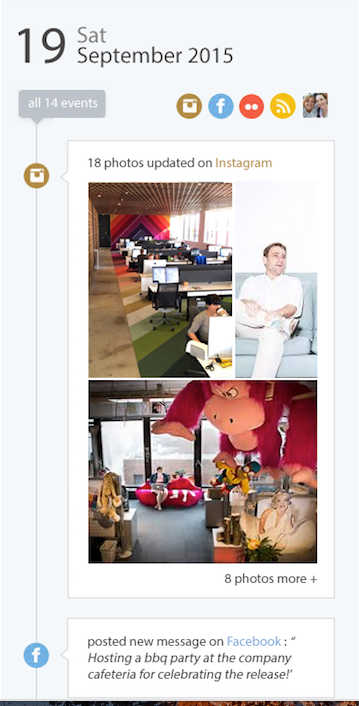 19 Sat
September 2015
all 14 events
18 photos updated on Instagram
8 photos more +
posted new message on Facebook : “
Hosting a bbq party at the company
cafeteria for celebrating the release!’